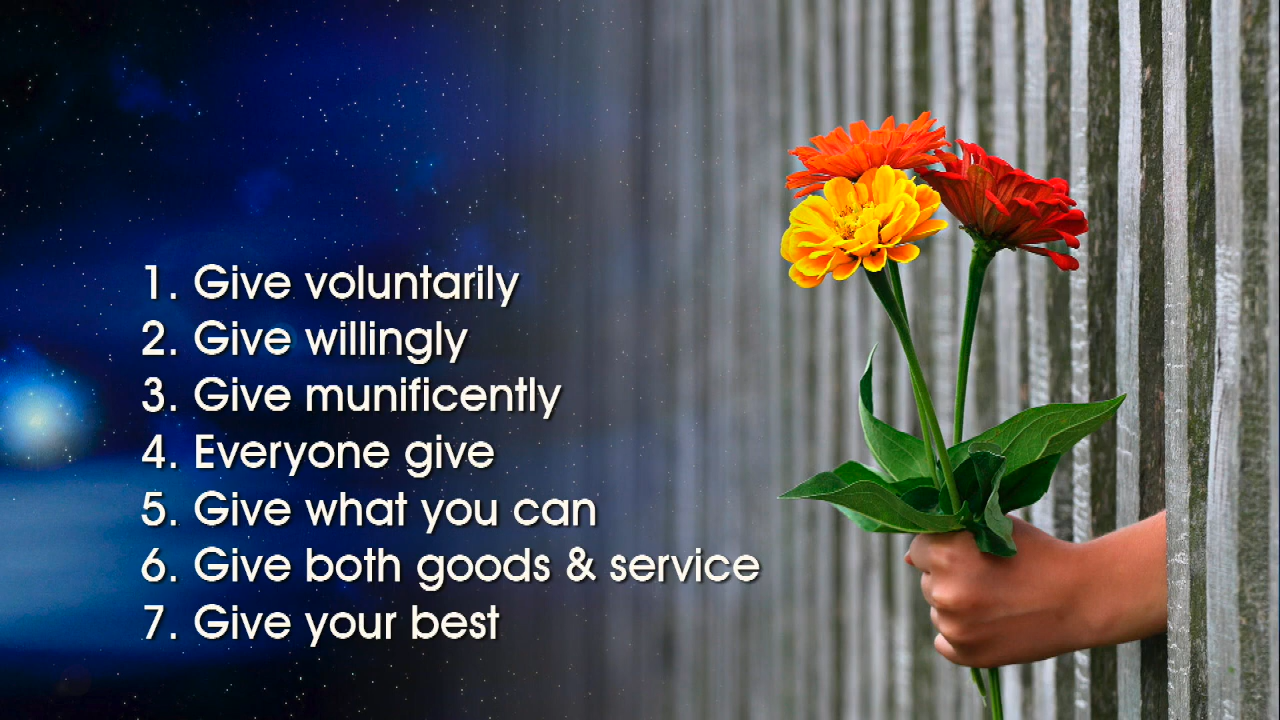 1. Give voluntarily
2. Give willingly
3. Give munificently
4. Everyone give
5. Give what you can
6. Give both goods & service
7. Give your best